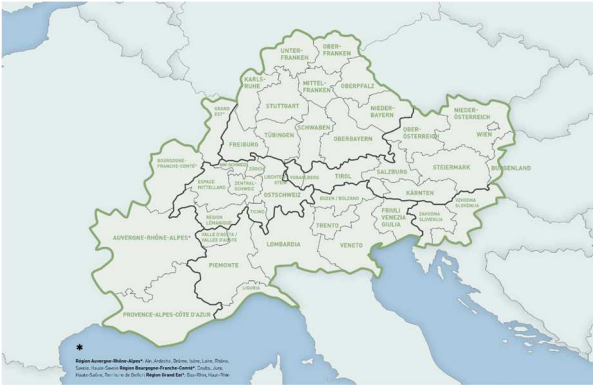 UNTER-
FRANKEN
OBER-
FRANKEN
KARLS-
RUHE
MITTEL-
FRANKEN
OBERPFALZ
GRAND
EST*
STUTTGART
NIEDER-
BAYERN
NIEDER-
ÖSTERREICH
SCHWABEN
TÜBINGEN
OBERBAYERN
OBER-
ÖSTERREICH
WIEN
FREIBURG
BOURGOGNE-
FRANCHE-COMTÉ*
ZÜRICH
LIECHTEN-
STEIN
VORARLBERG
TIROL
SALZBURG
STEIERMARK
BURGENLAND
ESPACE
MITTELLAND
ZENTRAL-
SCHWEIZ
OSTSCHWEIZ
KÄRNTEN
BOZEN / BOLZANO
VZHODNA
SLOVENIJA
RÉGION
LÉMANIQUE
TICINO
FRIULI
VENEZIA
GIULIA
ZAHODNA
SLOVENIJA
AUVERGNE-RHÔNE-ALPES*
VALLE D'AOSTA /
VALLÉE D'AOSTE
TRENTO
LOMBARDIA
VENETO
PIEMONTE
LIGURIA
PROVENCE-ALPES-CÔTE D'AZUR
*
Région Auvergne-Rhône-Alpes*: Ain, Ardèche, Drôme, Isère, Loire, Rhône,
Savoie, Haute-Savoie Région Bourgogne-Franche-Comté*: Doubs, Jura,
Haute-Saône, Territoire de Belfort Région Grand Est*: Bas-Rhin, Haut-Rhin